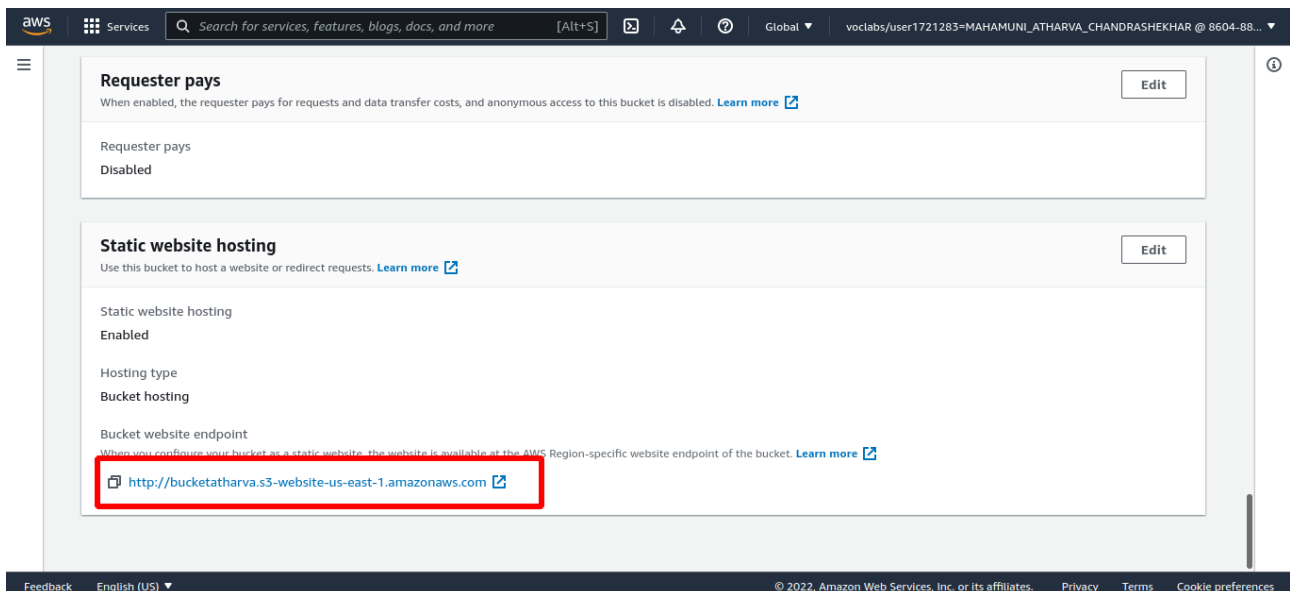 aws Services Search for services, features, blogs, docs, and more [Alt+S] Global ▼ voclabs/user1721283=MAHAMUNI_ATHARVA_CHANDRASHEKHAR @ 8604-88... ▼
Requester pays Edit
When enabled, the requester pays for requests and data transfer costs, and anonymous access to this bucket is disabled. Learn more
Requester pays
Disabled
Static website hosting Edit
Use this bucket to host a website or redirect requests. Learn more
Static website hosting
Enabled
Hosting type
Bucket hosting
Bucket website endpoint
When you configure your bucket as a static website, the website is available at the AWS Region-specific website endpoint of the bucket. Learn more
http://bucketatharva.s3-website-us-east-1.amazonaws.com
Feedback English (US) ▼ © 2022, Amazon Web Services, Inc. or its affiliates. Privacy Terms Cookie preferences